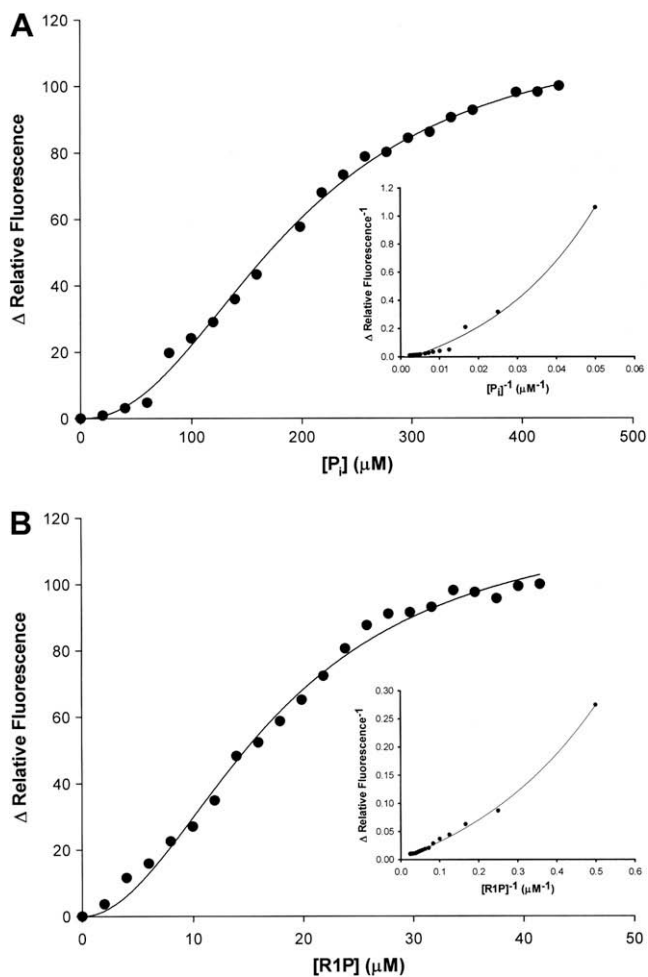 A
Δ Relative Fluorescence
120
100
80
60
40
20
0
0 100 200 300 400 500
[Pi] (μM)
Δ Relative Fluorescence-1
1.2
1.0
0.8
0.6
0.4
0.2
0.0
0.00 0.01 0.02 0.03 0.04 0.05 0.06
[Pi]-1 (μM-1)
B
Δ Relative Fluorescence
120
100
80
60
40
20
0
0 10 20 30 40 50
[R1P] (μM)
Δ Relative Fluorescence-1
0.30
0.25
0.20
0.15
0.10
0.05
0.00
0.0 0.1 0.2 0.3 0.4 0.5 0.6
[R1P]-1 (μM-1)